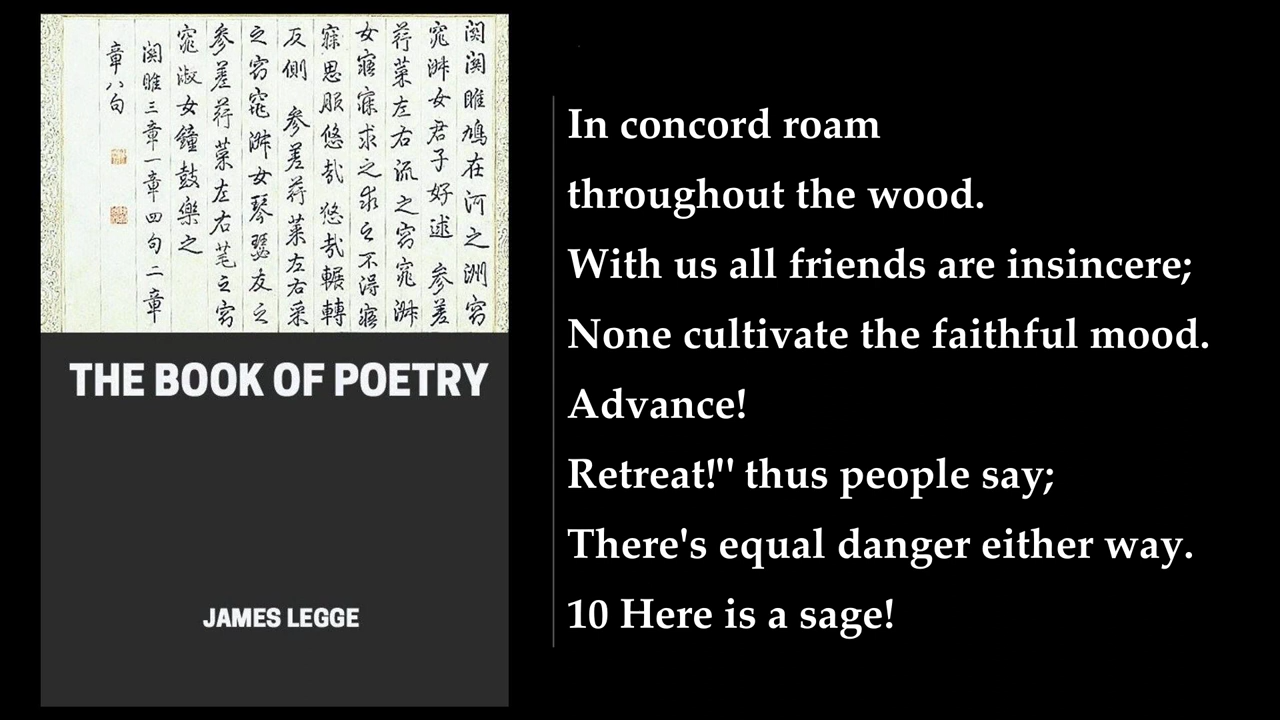 関関雎鳩在河之洲窈
窕淑女君子好逑 參差
荇菜左右流之窈窕淑
女寤寐求之求之不得寤
寐思服悠哉悠哉輾轉
反側 參差荇菜左右采
之窈窕淑女琴瑟友之
參差荇菜左右芼之窈
窕淑女鐘鼓樂之
関雎三章一章四句二章
章八句
THE BOOK OF POETRY
JAMES LEGGE
In concord roam
throughout the wood.
With us all friends are insincere;
None cultivate the faithful mood.
Advance!
Retreat!'' thus people say;
There's equal danger either way.
10 Here is a sage!